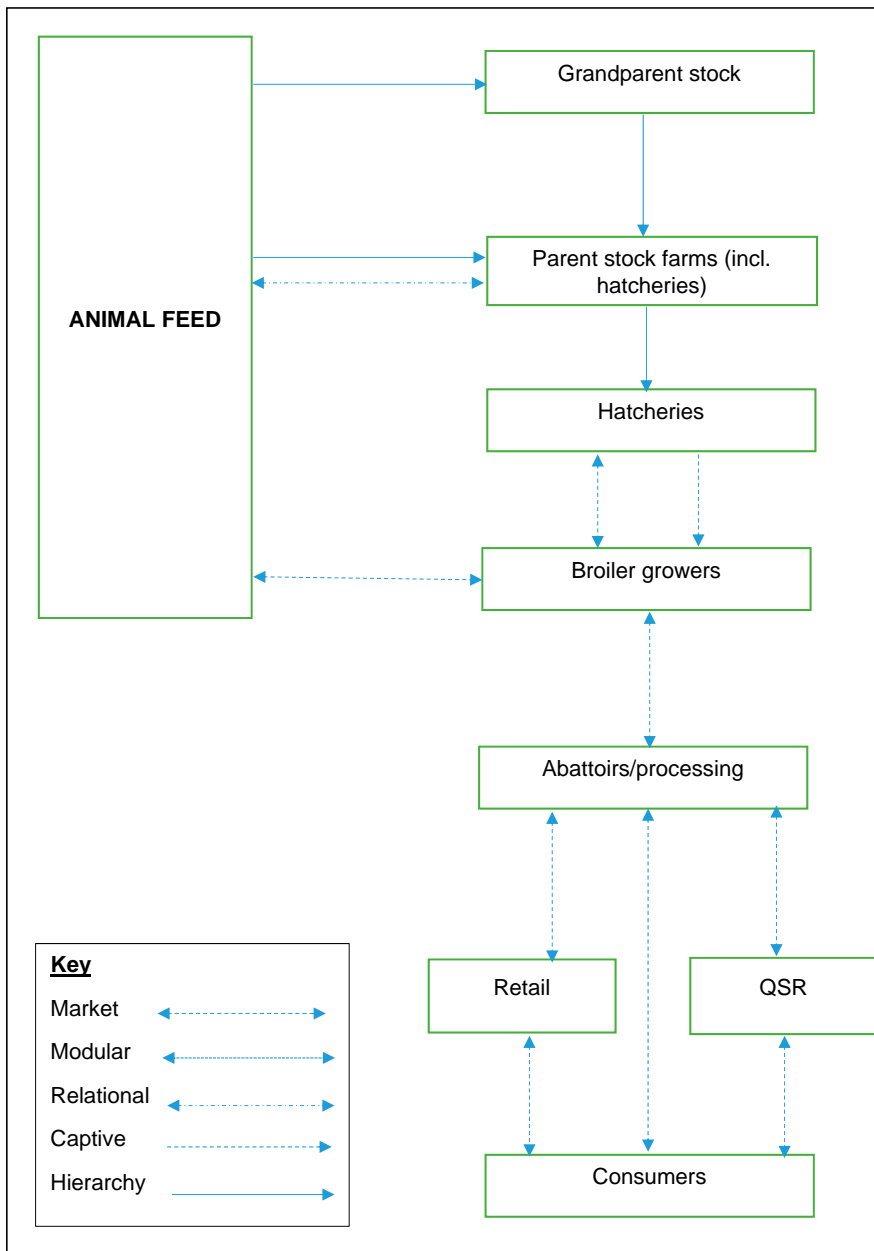 Grandparent stock
Parent stock farms (incl.
hatcheries)
ANIMAL FEED
Hatcheries
Broiler growers
Abattoirs/processing
Retail
QSR
Consumers
Key
Market
Modular
Relational
Captive
Hierarchy